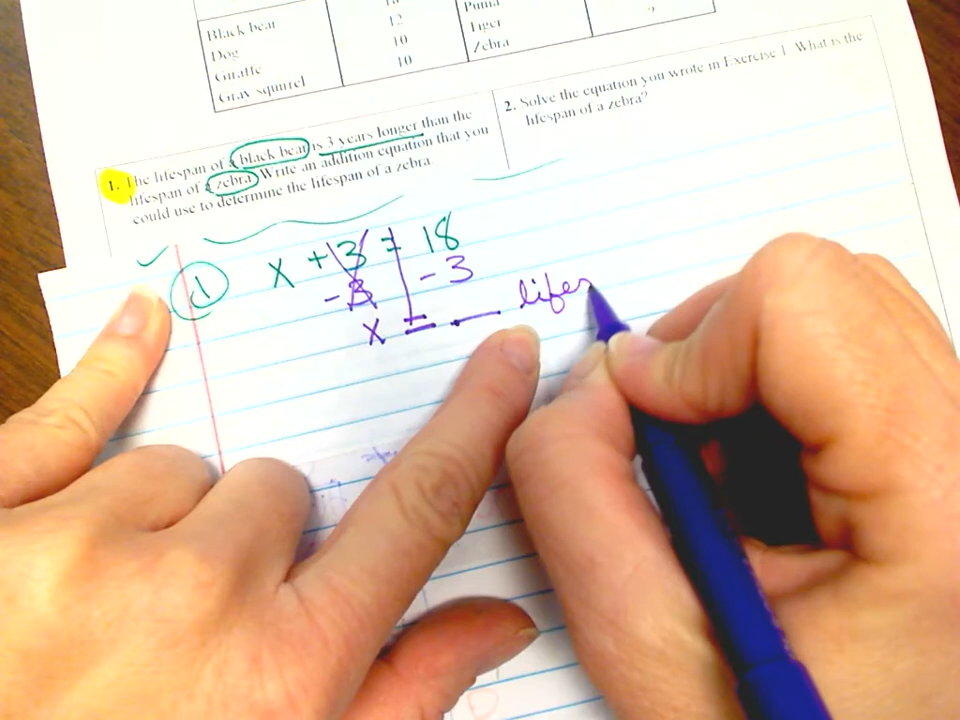 Black bear Puma
Dog 12 Tiger
Giraffe 10 Zebra ?
Gray squirrel 10
1. The lifespan of a black bear is 3 years longer than the
lifespan of a zebra. Write an addition equation that you
could use to determine the lifespan of a zebra.
2. Solve the equation you wrote in Exercise 1. What is the
lifespan of a zebra?
1 x + 3 = 18
- 3 - 3
x = __ lifes